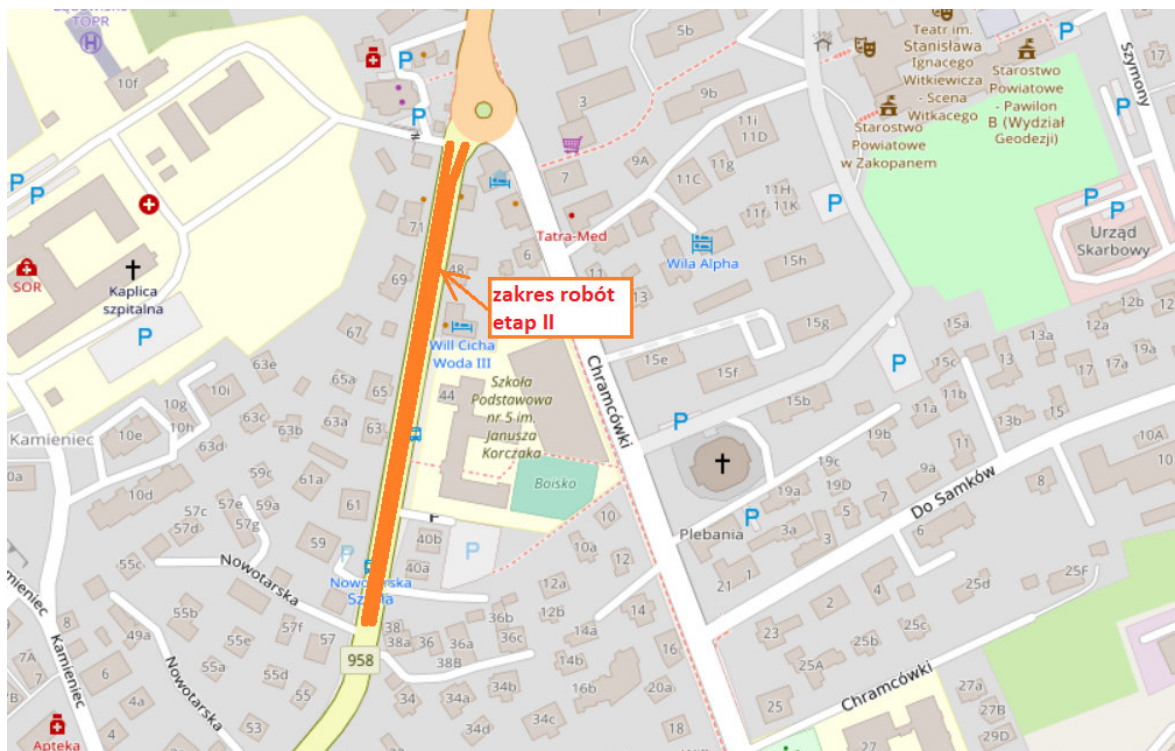 Lądowisko
TOPR
10f
5b
Teatr im.
Stanisława
Ignacego
Witkiewicza
- Scena
Witkacego
Starostwo
Powiatowe
- Pawilon
B (Wydział
Geodezji)
Szymony
P
P
3
9b
11i
11D
Starostwo
Powiatowe
w Zakopanem
P
P
P
7
9A
11C
11g
11H
11K
11f
P
P
P
Urząd
Skarbowy
71
Tatra-Med
6
Wila Alpha
15h
SOR
Kaplica
szpitalna
69
48
11
13
zakres robót
etap II
P
67
Will Cicha
Woda III
15g
15a
13a
12a
12b
12
63e
65a
65
15e
15f
15c
13
17
17a
19
P
10i
10g
10h
10e
Kamieniec
63c
63b
63a
63
63d
44
Szkoła
Podstawowa
nr 5 im.
Janusza
Korczaka
Chramcówki
P
15b
11a
11b
13b
15
19b
11
10A
10
0a
59c
61a
61
Boisko
19c
19D
9a
10d
57e
57d
57c
57g
59a
59
40b
P
10
19a
P
5
7
Do Samków
8
Plebania
3a
6
55c
P
40a
10a
21
1
Nowotarska
Nowotarska
Szkoła
12a
14
2
4
25d
25F
Kamieniec
8
49a
55b
57f
57
38
38a
36
36b
36a
36c
12b
14a
23
25c
25b
7A
7
6
55e
55a
958
38B
14b
25A
Kamieniec
4a
Nowotarska
55d
55
34
34a
34b
16b
20a
Chramcówki
27a
4
53
34d
34c
18
25
27B
29D
Apteka